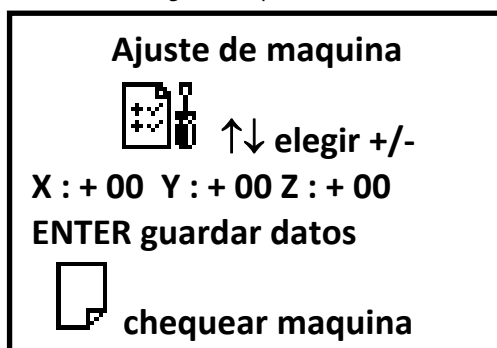 Ajuste de maquina
↑↓ elegir +/-
X : + 00 Y : + 00 Z : + 00
ENTER guardar datos
chequear maquina